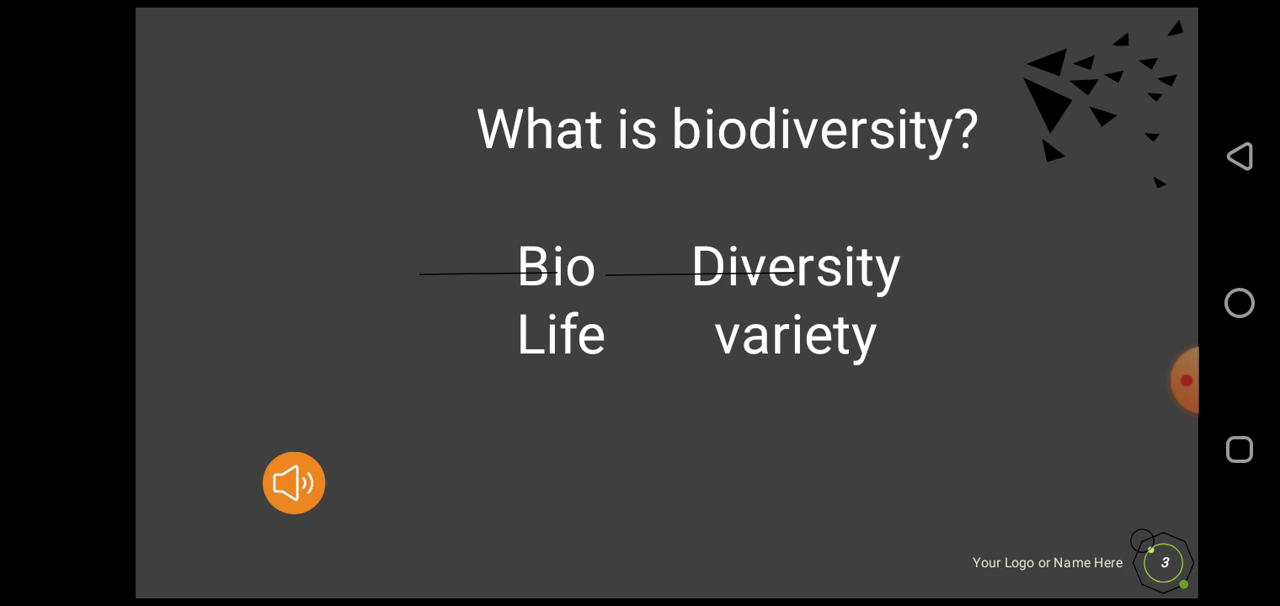 What is biodiversity?
Bio Diversity
Life variety
Your Logo or Name Here
3